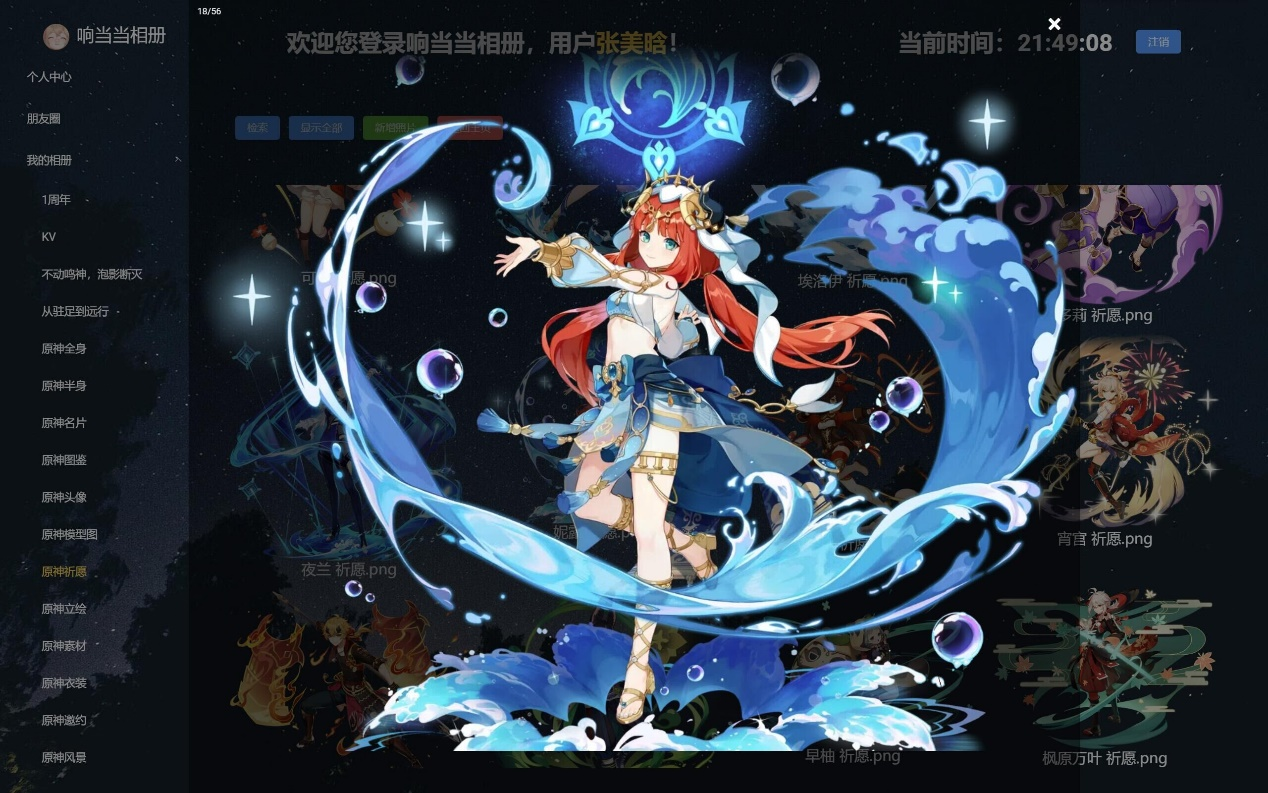 18/56
响当当相册
欢迎您登录响当当相册，用户张美晗！
当前时间：21:49:08
注销
个人中心
朋友圈
我的相册
1周年
KV
不动鸣神，泡影断灭
从驻足到远行
原神全身
原神半身
原神名片
原神图鉴
原神头像
原神模型图
原神祈愿
原神立绘
原神素材
原神衣装
原神邀约
原神风景
检索
显示全部
新增照片
埃洛伊 祈愿.png
多莉 祈愿.png
夜兰 祈愿.png
宵宫 祈愿.png
早柚 祈愿.png
枫原万叶 祈愿.png